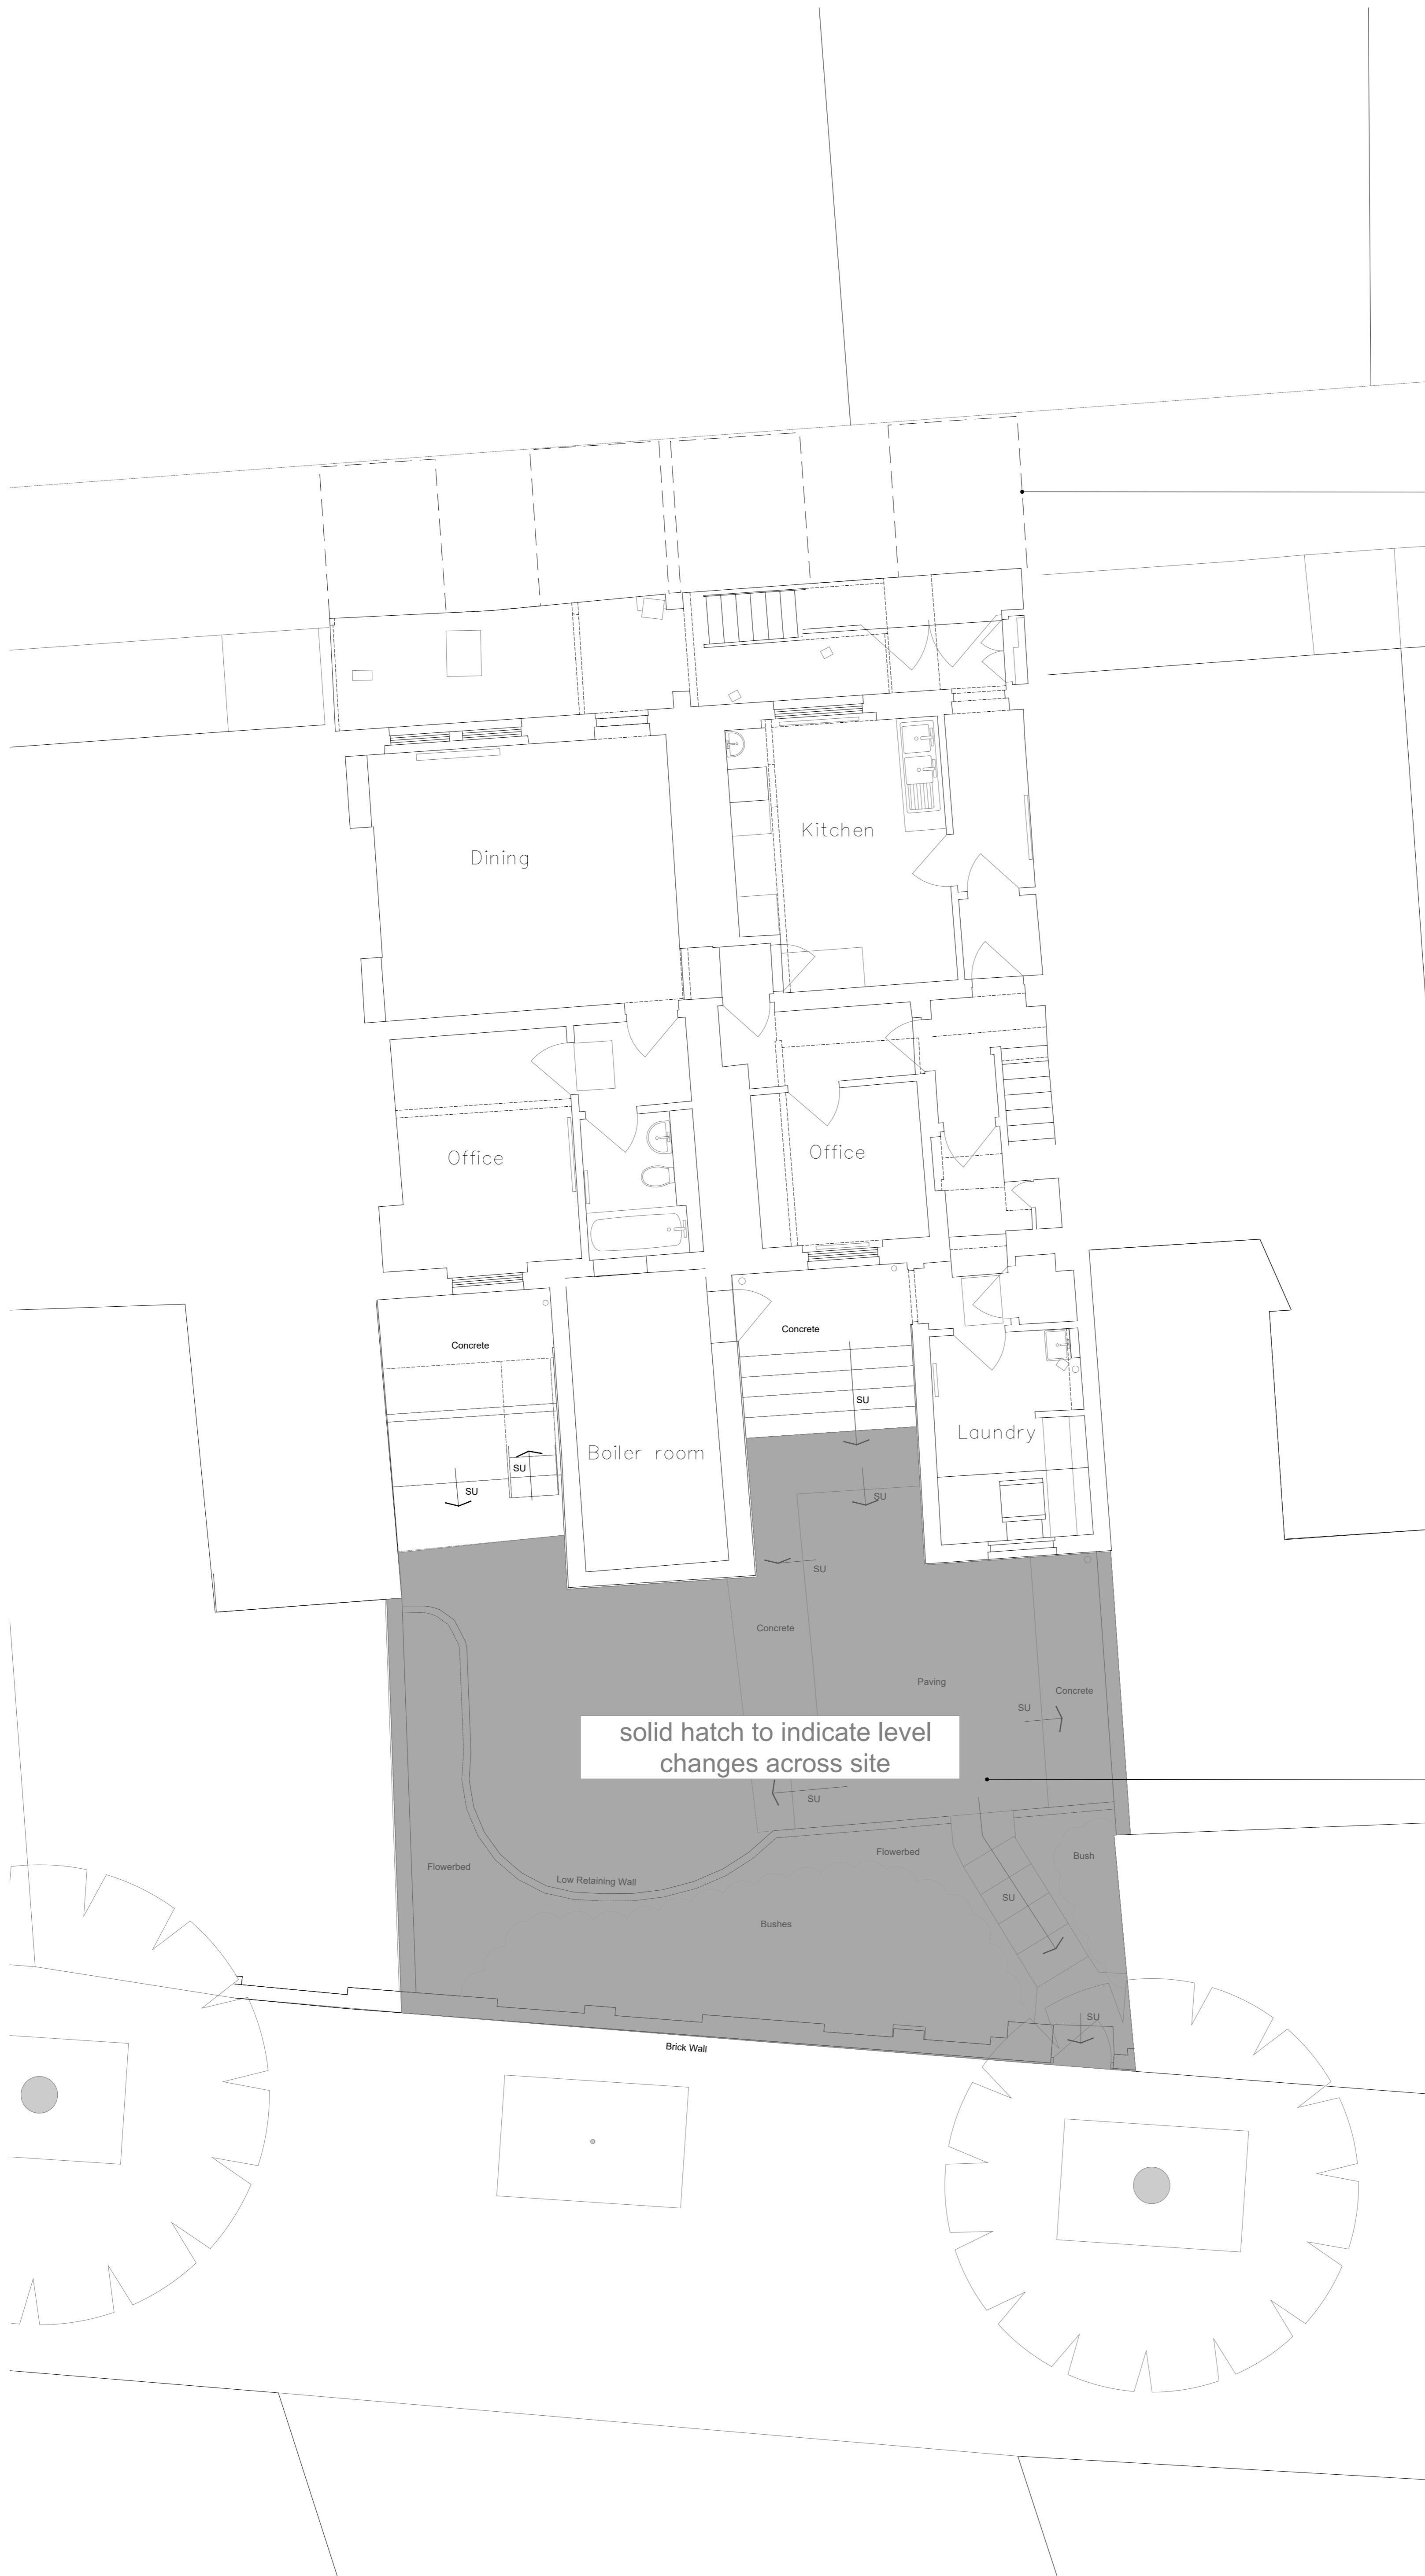 Kitchen
Dining
Office
Office
Concrete
Concrete
SU
Laundry
Boiler room
SU
SU
SU
SU
Concrete
Paving
Concrete
SU
solid hatch to indicate level
changes across site
SU
Flowerbed
Bush
Flowerbed
Low Retaining Wall
SU
Bushes
SU
Brick Wall